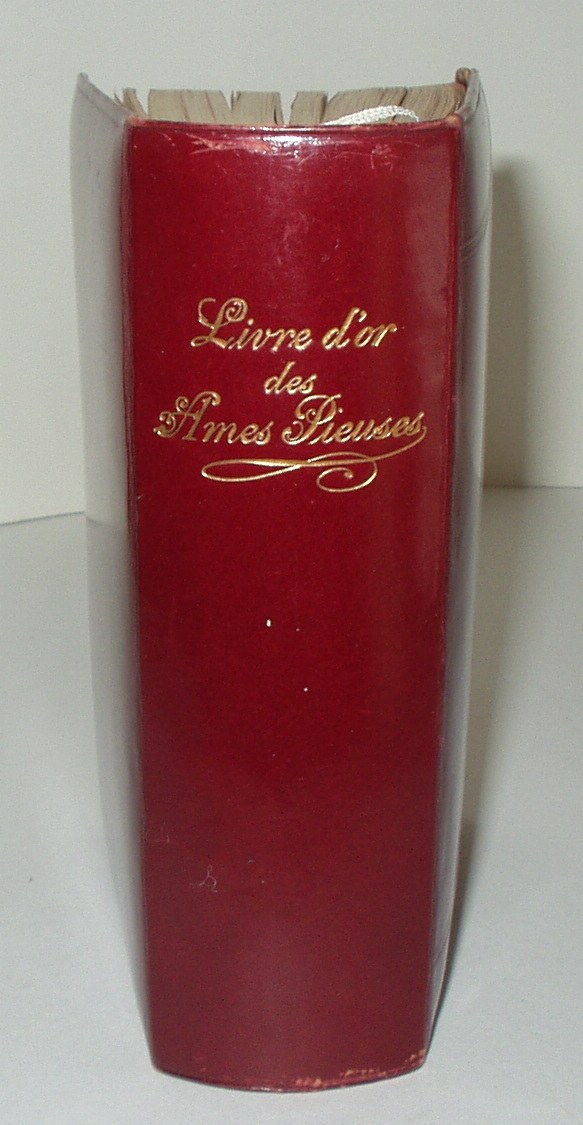 Livre d'or
des
Ames Pieuses